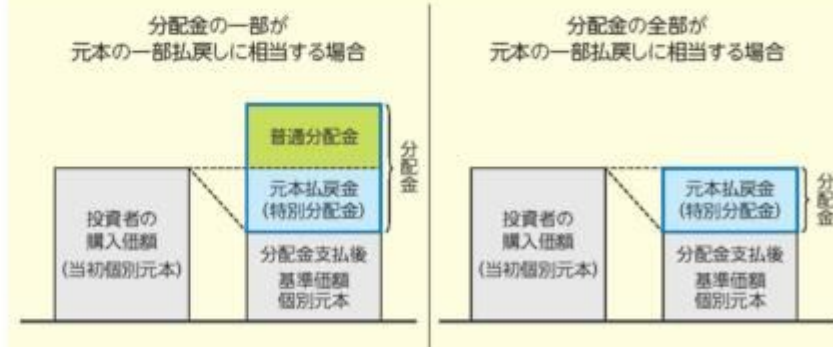 分配金の一部が
元本の一部払戻しに相当する場合
普通分配金
元本払戻金
(特別分配金)
分配金
投資者の
購入価額
(当初個別元本)
分配金支払後
基準価額
個別元本
分配金の全部が
元本の一部払戻しに相当する場合
元本払戻金
(特別分配金)
分配金
投資者の
購入価額
(当初個別元本)
分配金支払後
基準価額
個別元本